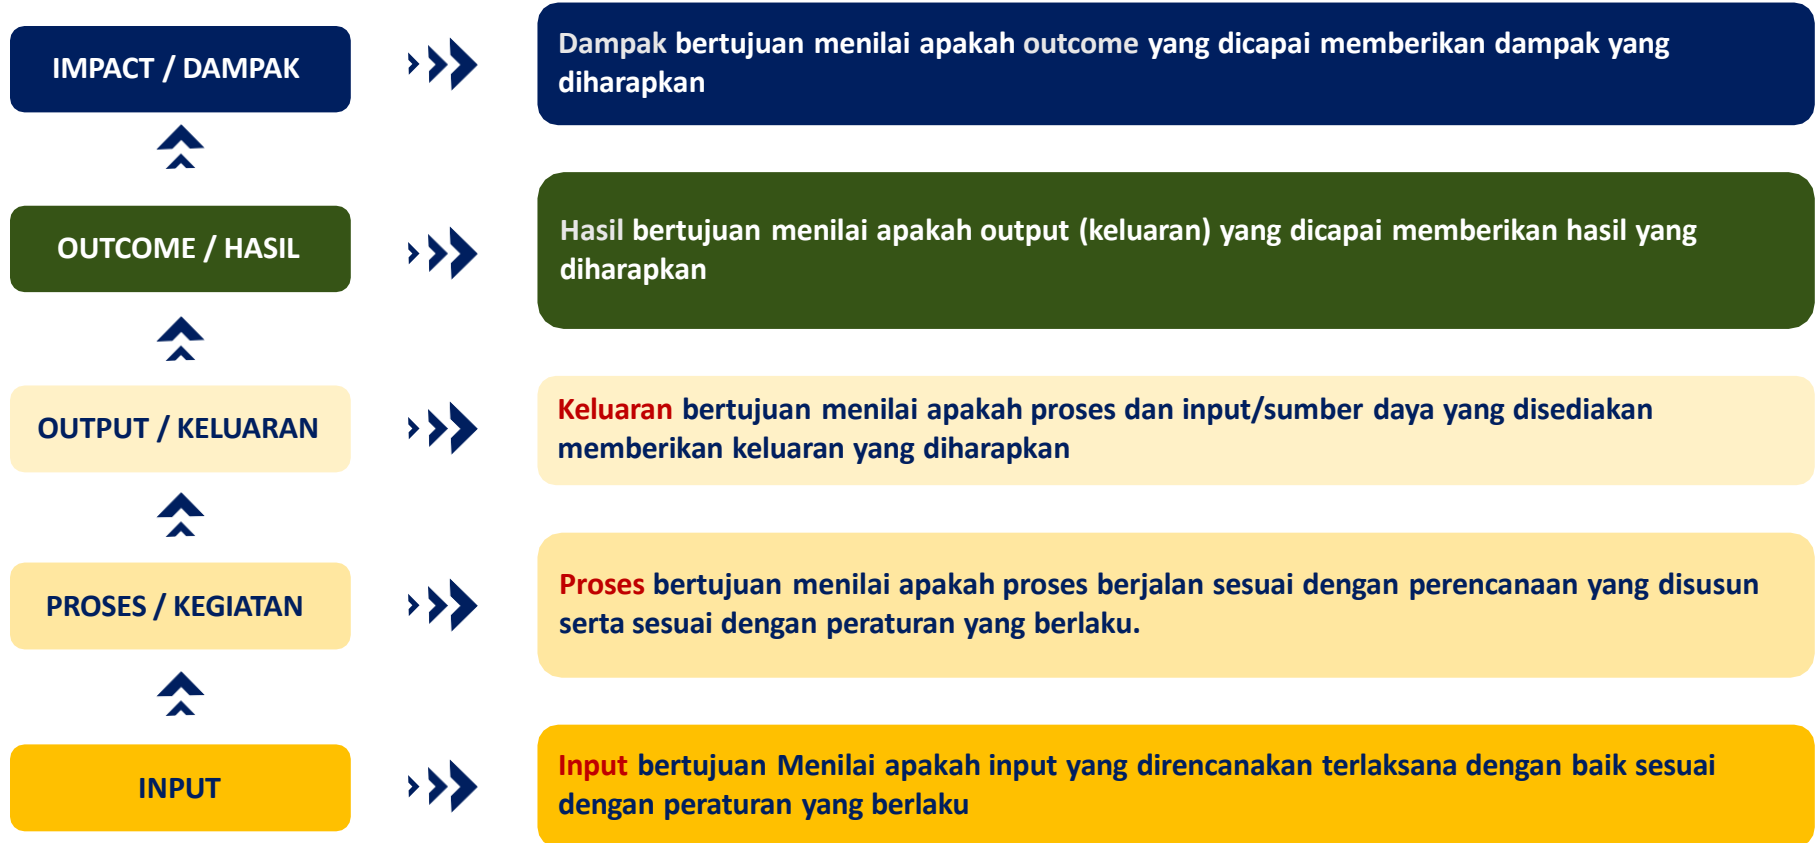 IMPACT / DAMPAK
Dampak bertujuan menilai apakah outcome yang dicapai memberikan dampak yang
diharapkan
OUTCOME / HASIL
Hasil bertujuan menilai apakah output (keluaran) yang dicapai memberikan hasil yang
diharapkan
OUTPUT / KELUARAN
Keluaran bertujuan menilai apakah proses dan input/sumber daya yang disediakan
memberikan keluaran yang diharapkan
PROSES / KEGIATAN
Proses bertujuan menilai apakah proses berjalan sesuai dengan perencanaan yang disusun
serta sesuai dengan peraturan yang berlaku.
INPUT
Input bertujuan Menilai apakah input yang direncanakan terlaksana dengan baik sesuai
dengan peraturan yang berlaku